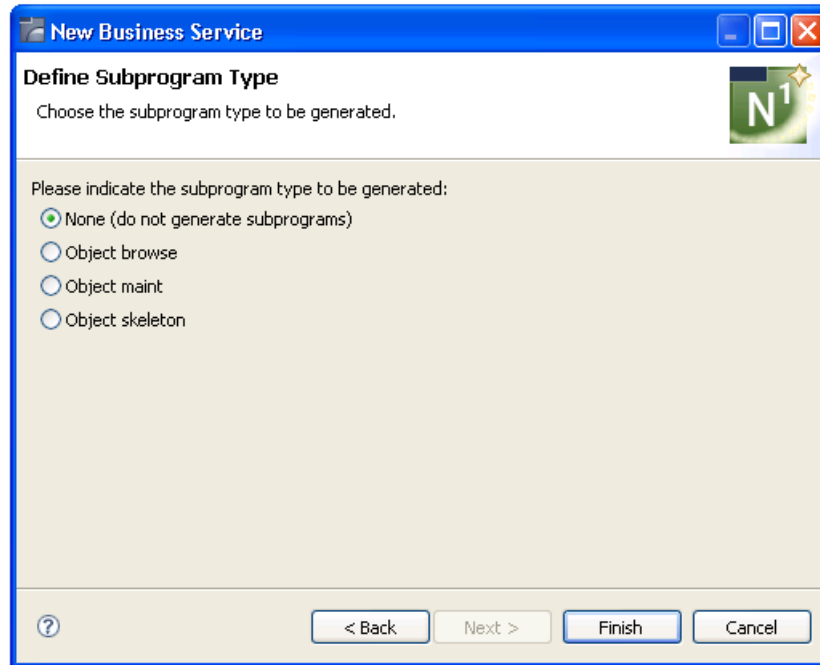 New Business Service
Define Subprogram Type
Choose the subprogram type to be generated.
N1
Please indicate the subprogram type to be generated:
None (do not generate subprograms)
Object browse
Object maint
Object skeleton
?
< Back Next > Finish Cancel